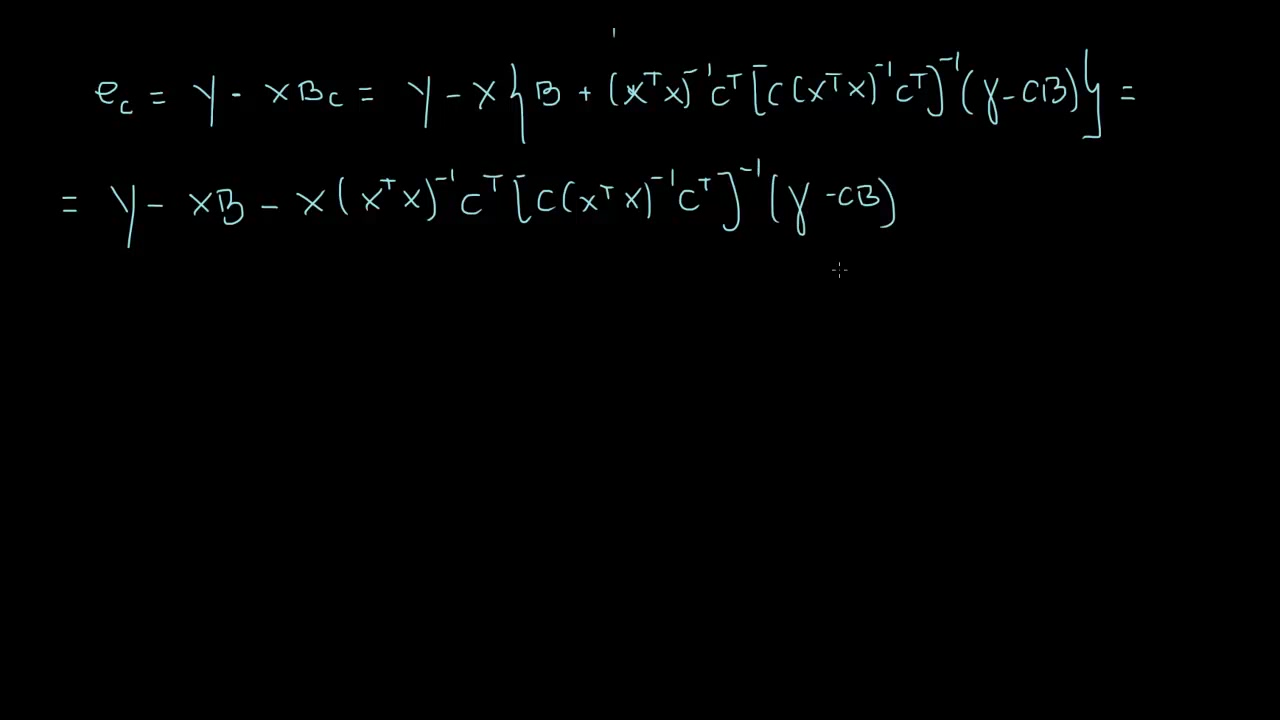 e_c = Y - XB_c = Y - X{B + (X^T X)^{-1} C^T [C(X^T X)^{-1} C^T]^{-1} (γ - CB)} =
= Y - XB - X(X^T X)^{-1} C^T [C(X^T X)^{-1} C^T]^{-1} (γ - CB)